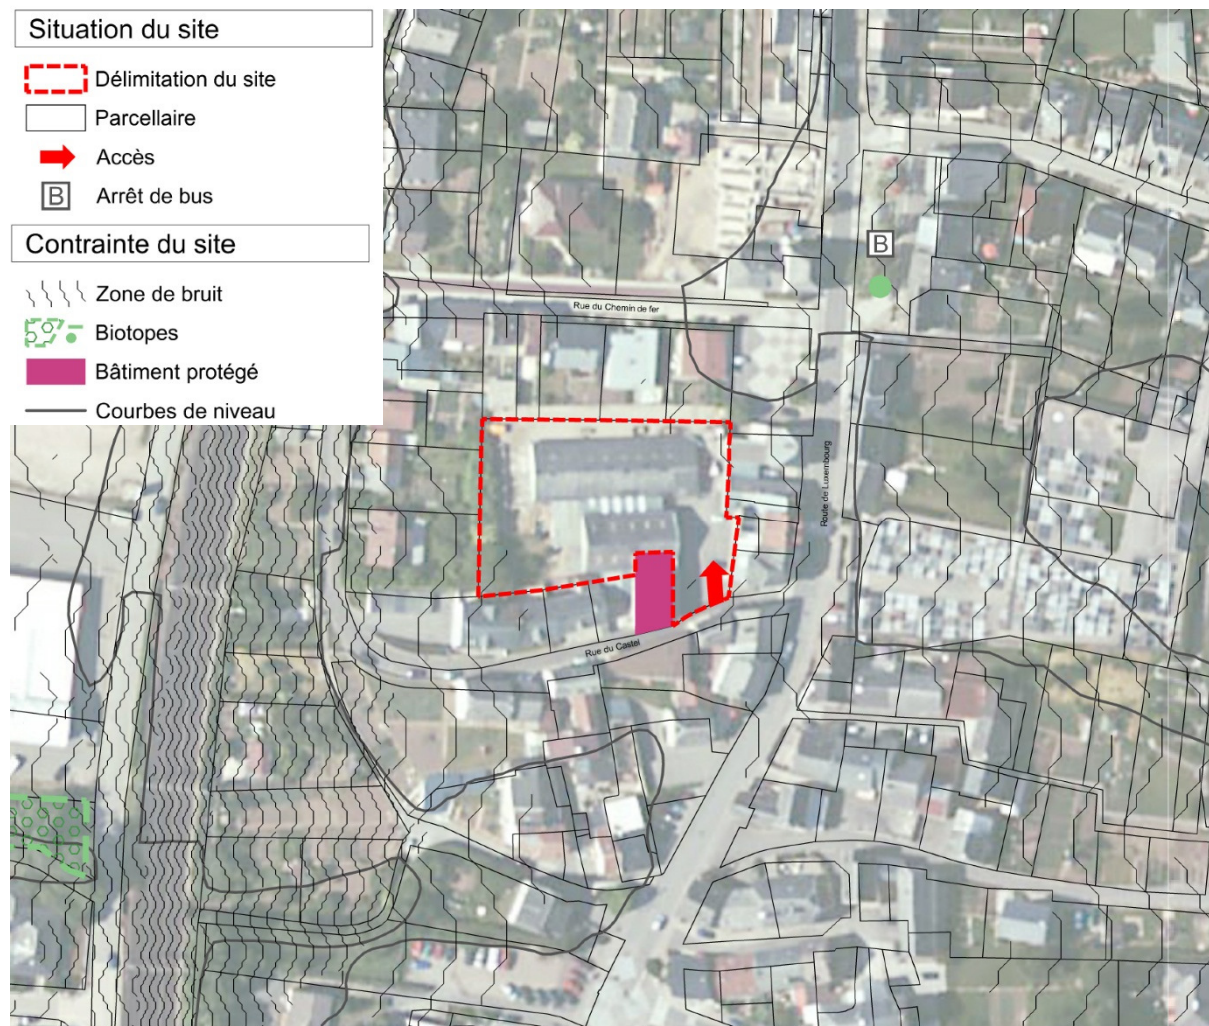 Situation du site
Délimitation du site
Parcellaire
Accès
B Arrêt de bus
Contrainte du site
Zone de bruit
Biotopes
Bâtiment protégé
Courbes de niveau
B
Rue du Chemin de fer
Route de Luxembourg
Rue du Castel